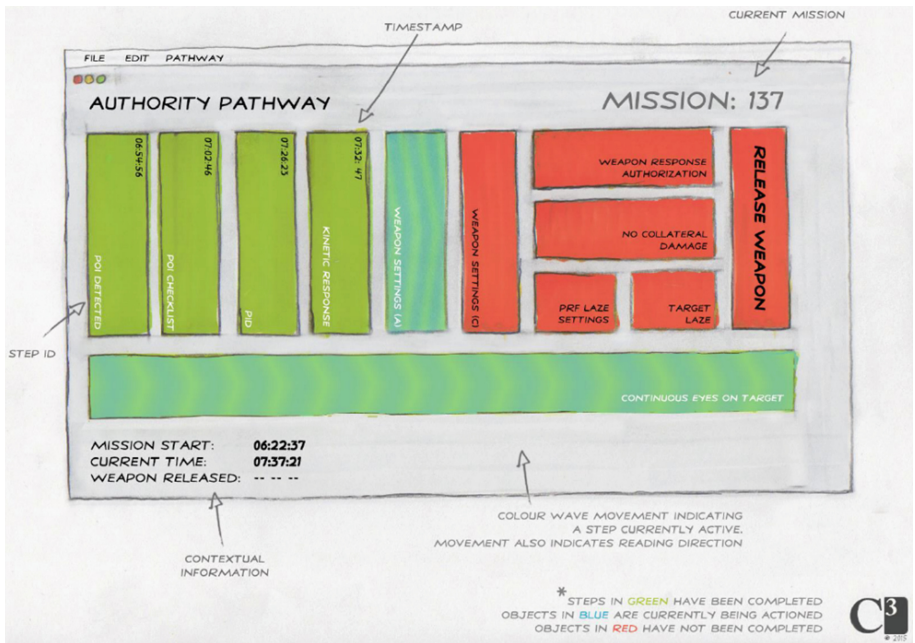 TIMESTAMP
CURRENT MISSION
FILE EDIT PATHWAY
AUTHORITY PATHWAY
MISSION: 137
06:54:56
POI DETECTED
07:02:46
POI CHECKLIST
07:26:23
PID
07:32:47
KINETIC RESPONSE
WEAPON SETTINGS (A)
WEAPON SETTINGS (C)
WEAPON RESPONSE
AUTHORIZATION
NO COLLATERAL
DAMAGE
PRF LAZE
SETTINGS
TARGET
LAZE
RELEASE WEAPON
STEP ID
CONTINUOUS EYES ON TARGET
MISSION START: 06:22:37
CURRENT TIME: 07:37:21
WEAPON RELEASED: -- -- --
COLOUR WAVE MOVEMENT INDICATING
A STEP CURRENTLY ACTIVE.
MOVEMENT ALSO INDICATES READING DIRECTION
CONTEXTUAL
INFORMATION
*STEPS IN GREEN HAVE BEEN COMPLETED
OBJECTS IN BLUE ARE CURRENTLY BEING ACTIONED
OBJECTS IN RED HAVE NOT BEEN COMPLETED
C3